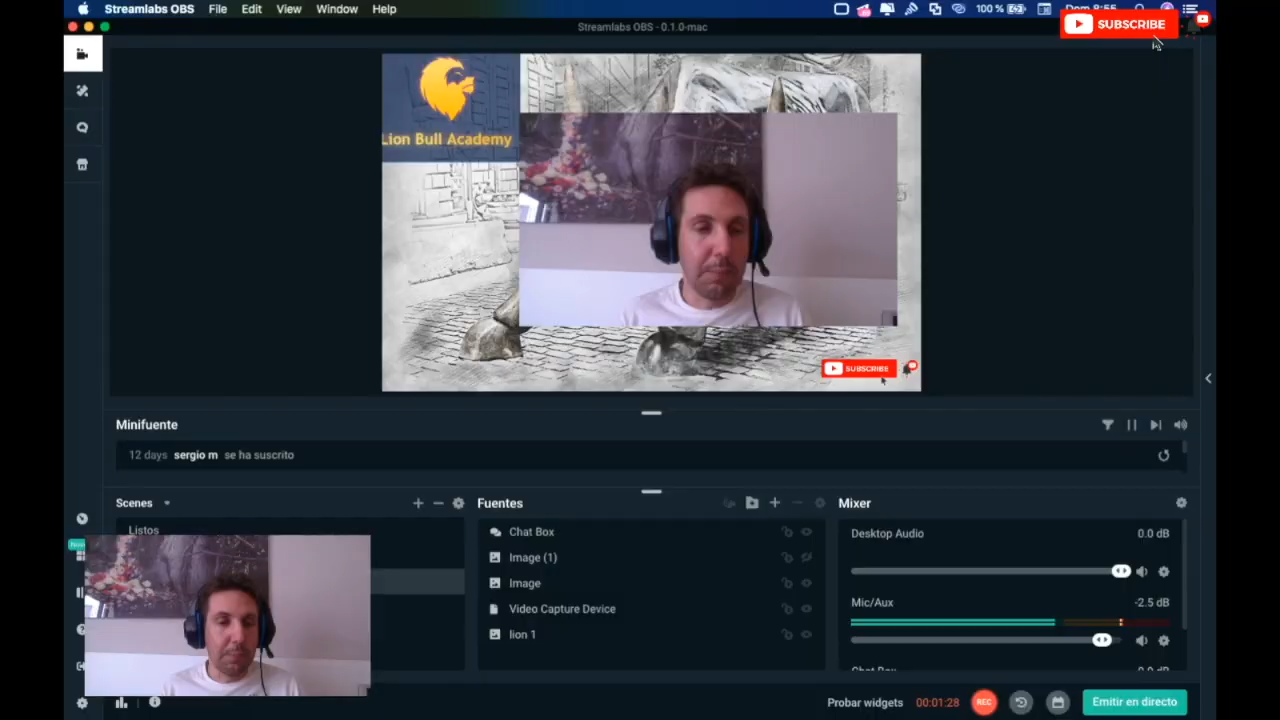 Streamlabs OBS File Edit View Window Help 100 % Dom 8:55
SUBSCRIBE
Streamlabs OBS - 0.1.0-mac
Lion Bull Academy
SUBSCRIBE
Minifuente
12 days sergio m se ha suscrito
Scenes
Listos
Fuentes
Chat Box
Image (1)
Image
Video Capture Device
lion 1
Mixer
Desktop Audio 0.0 dB
Mic/Aux -2.5 dB
Probar widgets 00:01:28 REC Emitir en directo